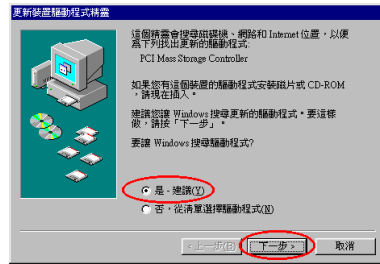 更新裝置驅動程式精靈
這個精靈會搜尋磁碟機、網路和 Internet 位置，以便
為下列找出更新的驅動程式:
PCI Mass Storage Controller
如果您有這個裝置的驅動程式安裝磁片或 CD-ROM
，請現在插入。
建議您讓 Windows 搜尋更新的驅動程式。要這樣
做，請按「下一步」。
要讓 Windows 搜尋驅動程式?
是 - 建議(Y)
否，從清單選擇驅動程式(N)
< 上一步(B)
下一步 >
取消